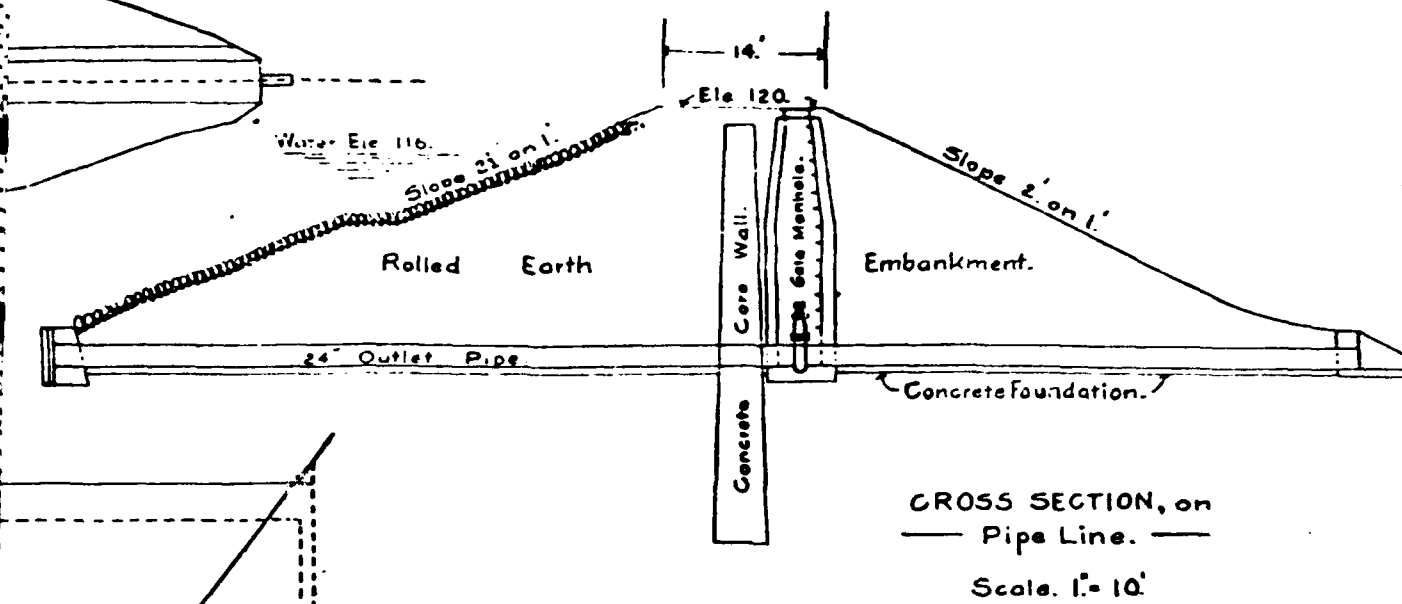 14.'
Ele 120.
Water Ele 116.
Slope 2½' on 1.'
Slope 2.' on 1.'
Rolled Earth
Core Wall.
Gate Manhole.
Embankment.
24" Outlet Pipe
Concrete Foundation.
Concrete
CROSS SECTION, on
Pipe Line.
Scale. 1."= 10.'